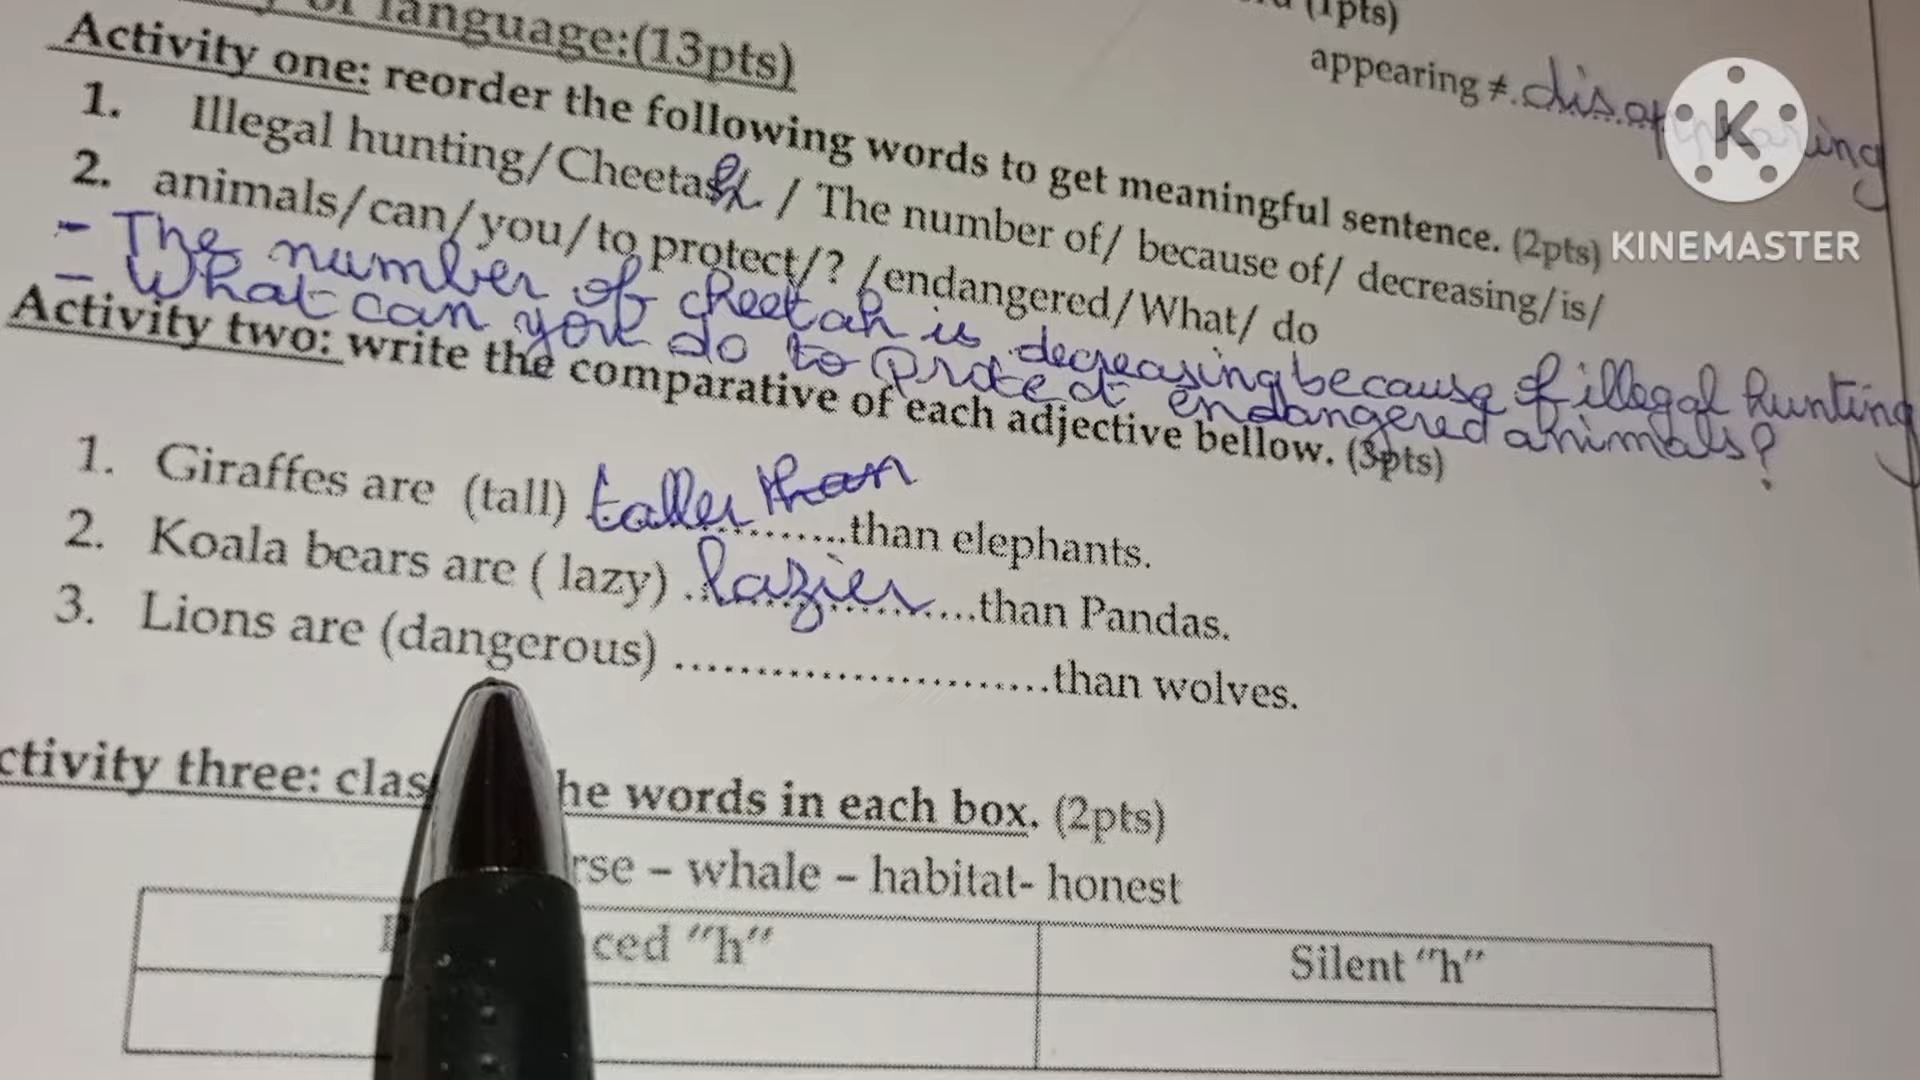 of language:(13pts)
(1pts)
appearing ≠ disappearing
K
KINEMASTER
Activity one: reorder the following words to get meaningful sentence. (2pts)
1. Illegal hunting/Cheetah / The number of/ because of/ decreasing/is/
2. animals/can/you/to protect/? /endangered/What/ do
- The number of cheetah is decreasing because of illegal hunting
- What can you do to protect endangered animals?
Activity two: write the comparative of each adjective bellow. (3pts)
1. Giraffes are (tall) taller than ..........than elephants.
2. Koala bears are ( lazy) lazier ....than Pandas.
3. Lions are (dangerous) ........................than wolves.
ctivity three: clas he words in each box. (2pts)
rse – whale – habitat- honest
ced "h"
Silent "h"